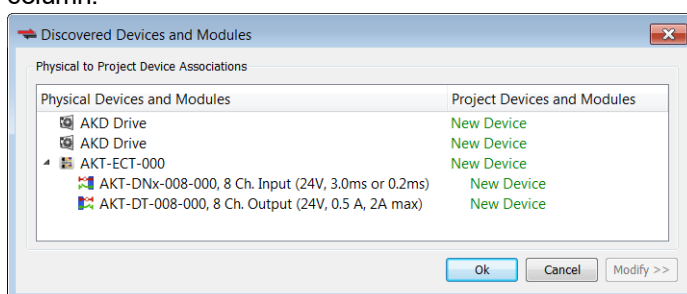 column.
Discovered Devices and Modules
Physical to Project Device Associations
Physical Devices and Modules Project Devices and Modules
AKD Drive New Device
AKD Drive New Device
AKT-ECT-000 New Device
AKT-DNx-008-000, 8 Ch. Input (24V, 3.0ms or 0.2ms) New Device
AKT-DT-008-000, 8 Ch. Output (24V, 0.5 A, 2A max) New Device
Ok Cancel Modify >>